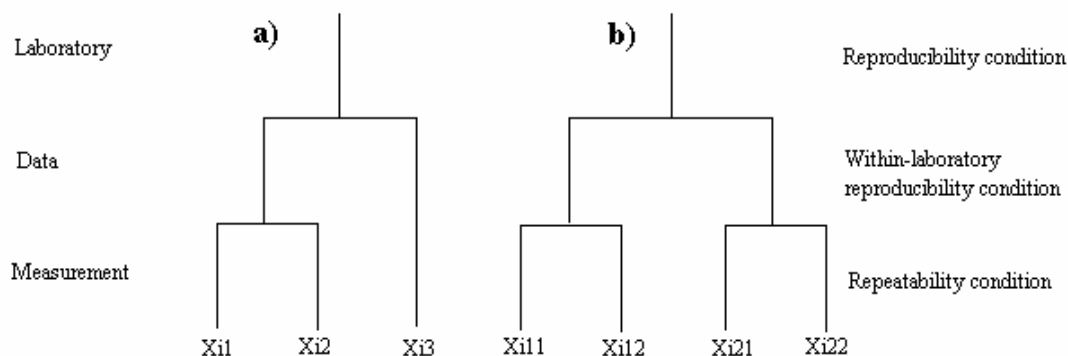 a)
b)
Laboratory
Reproducibility condition
Data
Within-laboratory
reproducibility condition
Measurement
Repeatability condition
Xi1 Xi2 Xi3 Xi11 Xi12 Xi21 Xi22